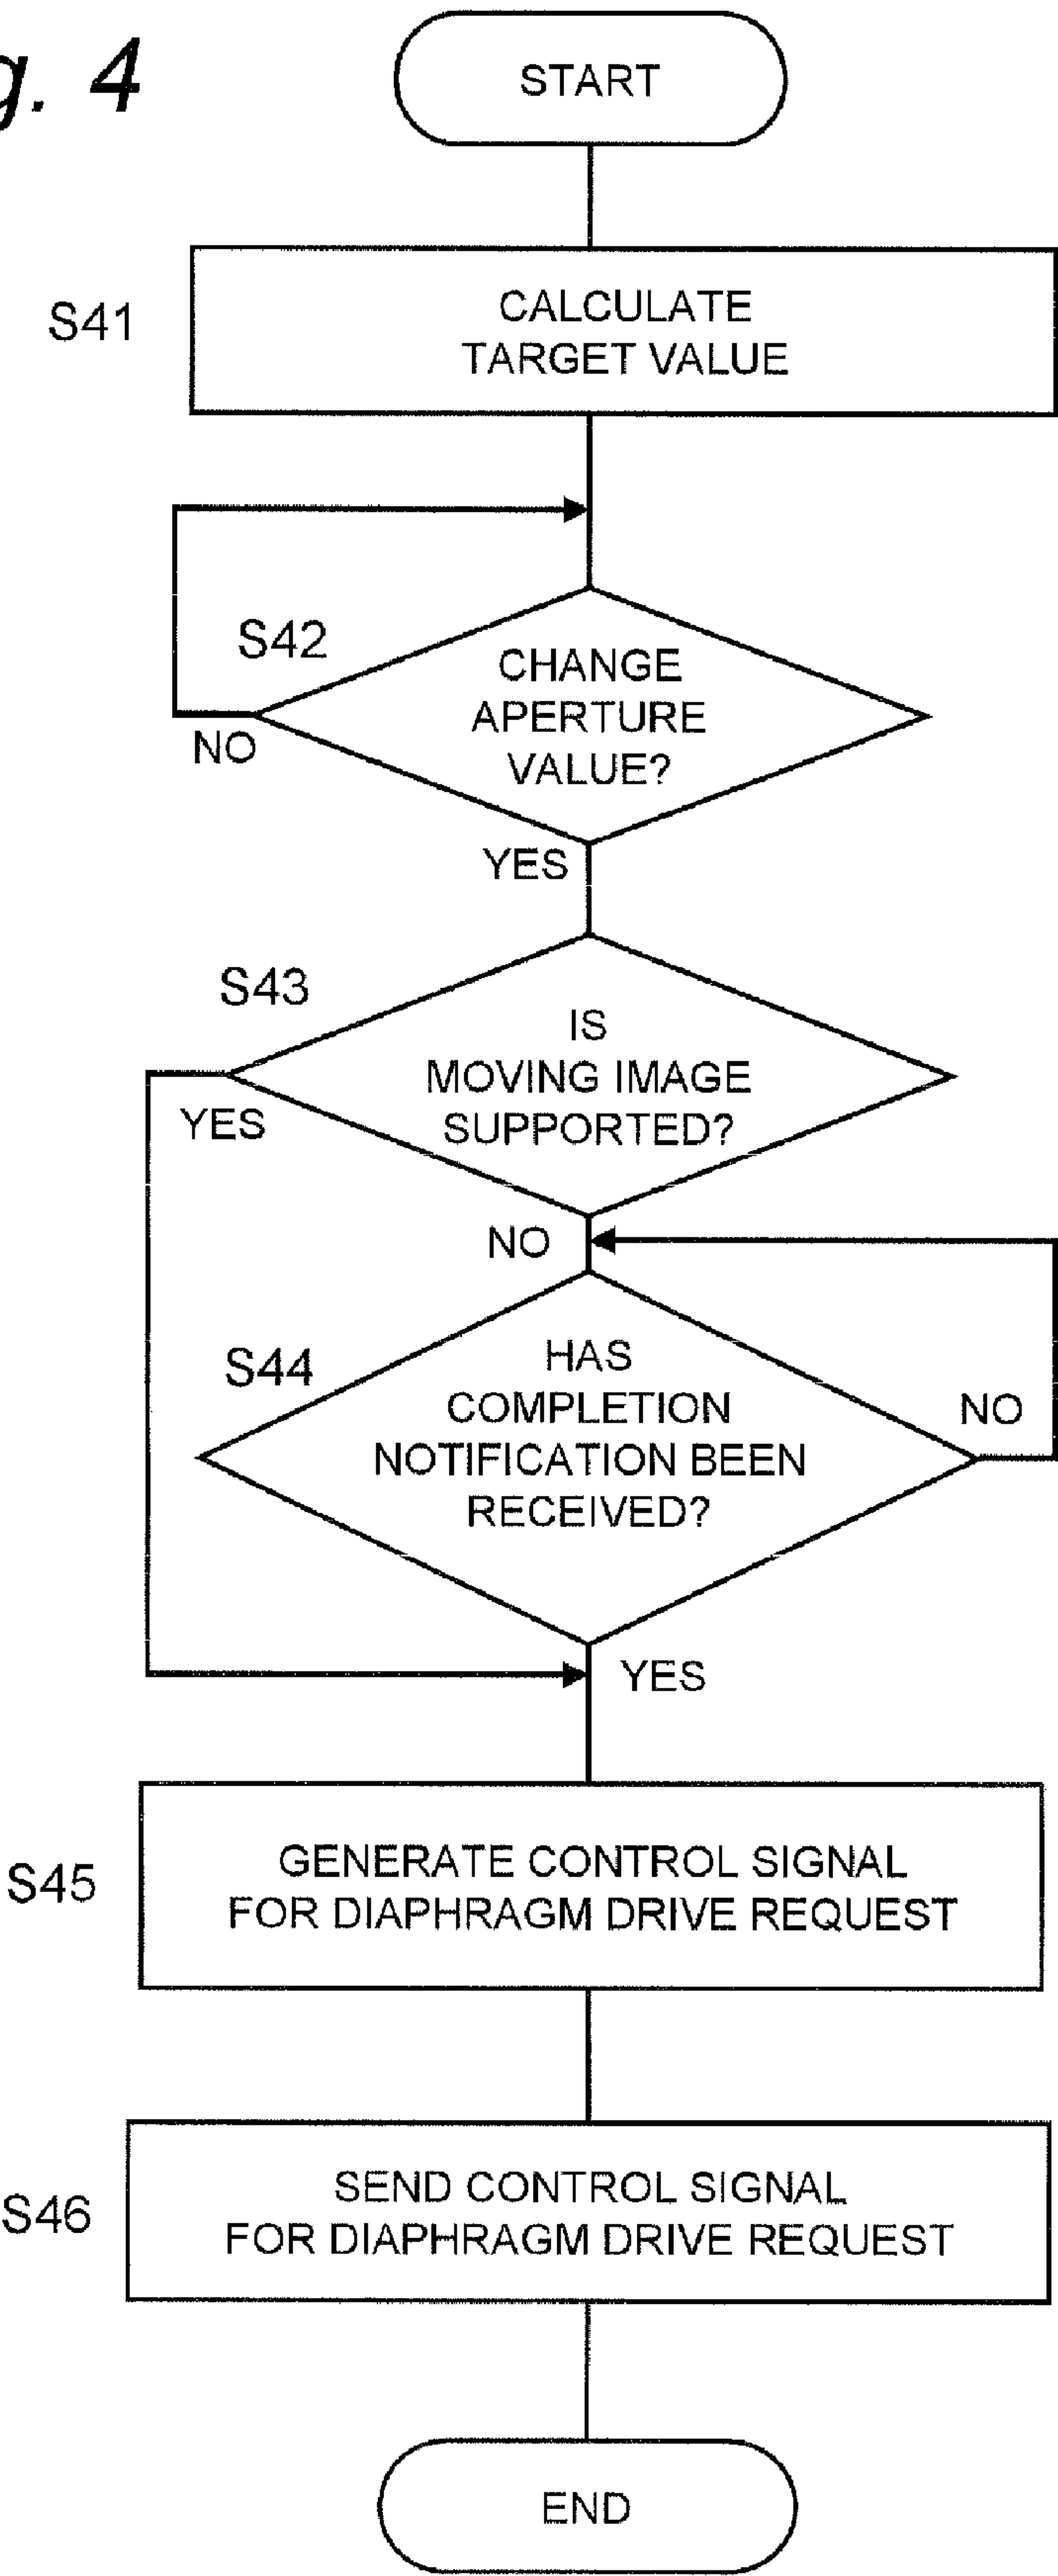 g. 4
START
S41
CALCULATE
TARGET VALUE
S42
CHANGE
APERTURE
VALUE?
NO
YES
S43
IS
MOVING IMAGE
SUPPORTED?
YES
NO
S44
HAS
COMPLETION
NOTIFICATION BEEN
RECEIVED?
NO
YES
S45
GENERATE CONTROL SIGNAL
FOR DIAPHRAGM DRIVE REQUEST
S46
SEND CONTROL SIGNAL
FOR DIAPHRAGM DRIVE REQUEST
END